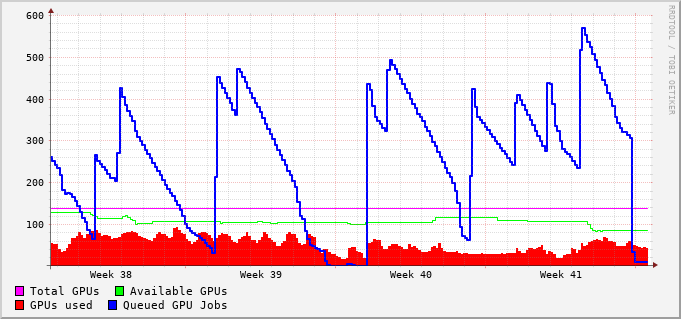 600
500
400
300
200
100
Week 38 Week 39 Week 40 Week 41
Total GPUs Available GPUs
GPUs used Queued GPU Jobs
RRDTOOL / TOBI OETIKER